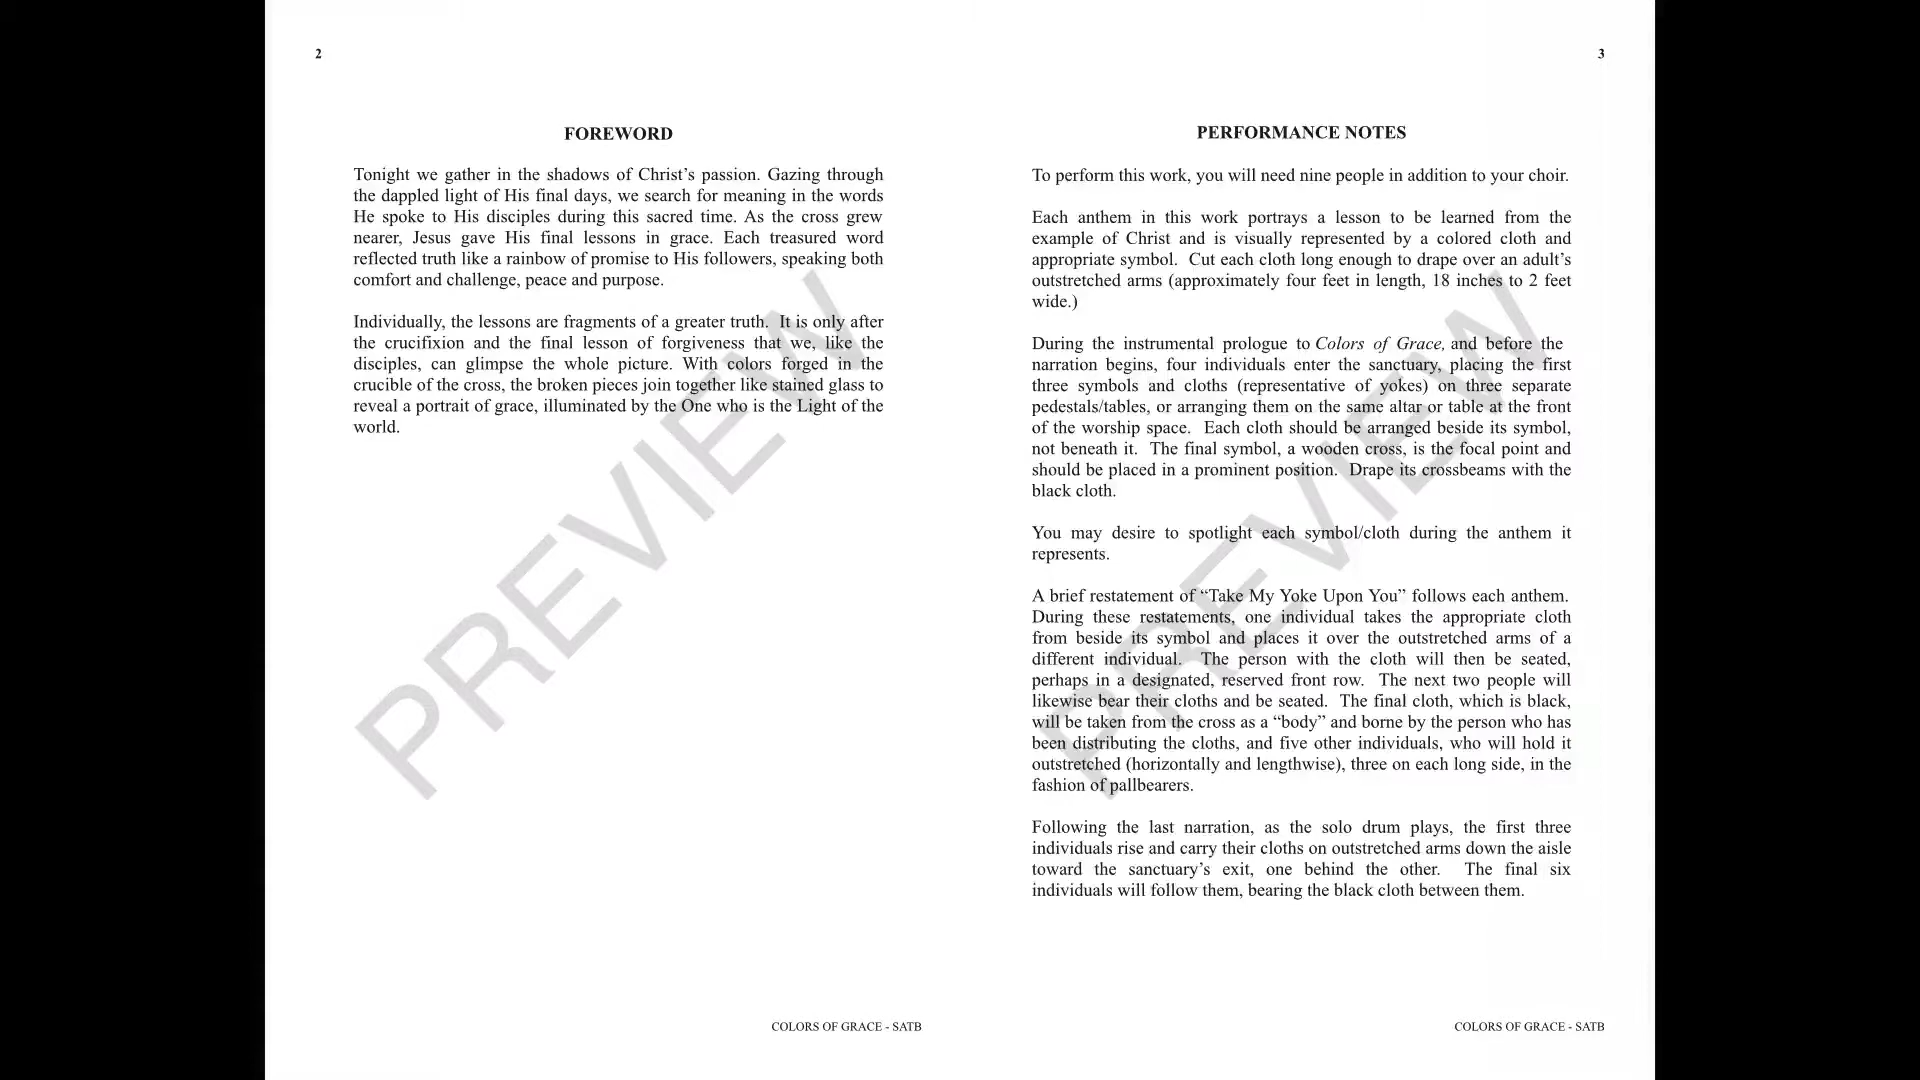 2
FOREWORD
Tonight we gather in the shadows of Christ’s passion. Gazing through
the dappled light of His final days, we search for meaning in the words
He spoke to His disciples during this sacred time. As the cross grew
nearer, Jesus gave His final lessons in grace. Each treasured word
reflected truth like a rainbow of promise to His followers, speaking both
comfort and challenge, peace and purpose.
Individually, the lessons are fragments of a greater truth. It is only after
the crucifixion and the final lesson of forgiveness that we, like the
disciples, can glimpse the whole picture. With colors forged in the
crucible of the cross, the broken pieces join together like stained glass to
reveal a portrait of grace, illuminated by the One who is the Light of the
world.
PREVIEW
COLORS OF GRACE - SATB
3
PERFORMANCE NOTES
To perform this work, you will need nine people in addition to your choir.
Each anthem in this work portrays a lesson to be learned from the
example of Christ and is visually represented by a colored cloth and
appropriate symbol. Cut each cloth long enough to drape over an adult’s
outstretched arms (approximately four feet in length, 18 inches to 2 feet
wide.)
During the instrumental prologue to Colors of Grace, and before the
narration begins, four individuals enter the sanctuary, placing the first
three symbols and cloths (representative of yokes) on three separate
pedestals/tables, or arranging them on the same altar or table at the front
of the worship space. Each cloth should be arranged beside its symbol,
not beneath it. The final symbol, a wooden cross, is the focal point and
should be placed in a prominent position. Drape its crossbeams with the
black cloth.
You may desire to spotlight each symbol/cloth during the anthem it
represents.
A brief restatement of “Take My Yoke Upon You” follows each anthem.
During these restatements, one individual takes the appropriate cloth
from beside its symbol and places it over the outstretched arms of a
different individual. The person with the cloth will then be seated,
perhaps in a designated, reserved front row. The next two people will
likewise bear their cloths and be seated. The final cloth, which is black,
will be taken from the cross as a “body” and borne by the person who has
been distributing the cloths, and five other individuals, who will hold it
outstretched (horizontally and lengthwise), three on each long side, in the
fashion of pallbearers.
Following the last narration, as the solo drum plays, the first three
individuals rise and carry their cloths on outstretched arms down the aisle
toward the sanctuary’s exit, one behind the other. The final six
individuals will follow them, bearing the black cloth between them.
PREVIEW
COLORS OF GRACE - SATB